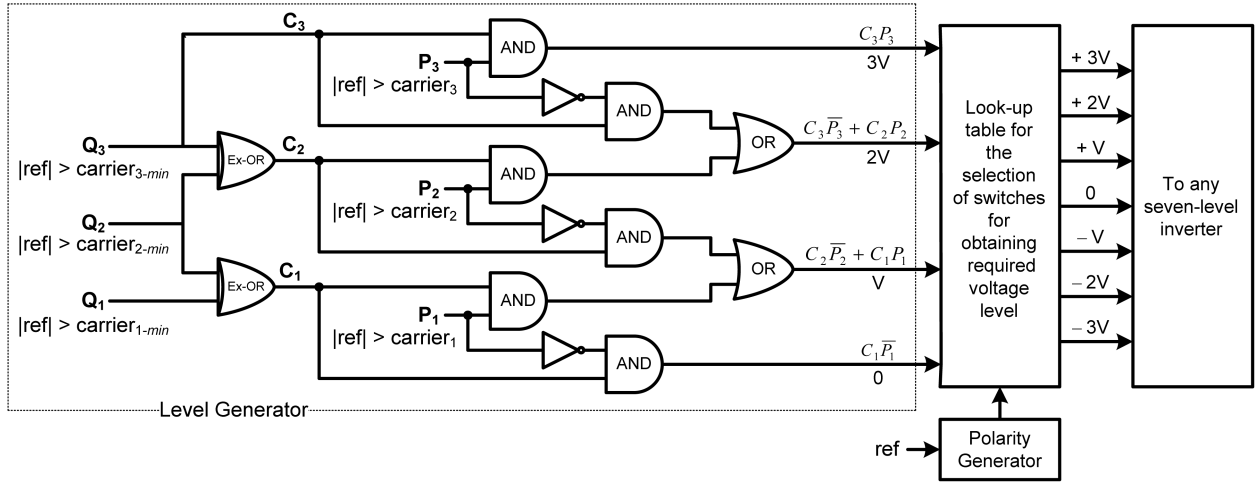 C3
AND
C3P3
3V
P3
|ref| > carrier3
AND
Q3
|ref| > carrier3-min
Ex-OR
C2
OR
C3P̅3 + C2P2
2V
AND
P2
|ref| > carrier2
Q2
|ref| > carrier2-min
AND
Ex-OR
C1
OR
C2P̅2 + C1P1
V
Q1
|ref| > carrier1-min
AND
P1
|ref| > carrier1
AND
C1P̅1
0
Level Generator
Look-up
table for
the
selection
of switches
for
obtaining
required
voltage
level
+ 3V
+ 2V
+ V
0
– V
– 2V
– 3V
To any
seven-level
inverter
ref
Polarity
Generator